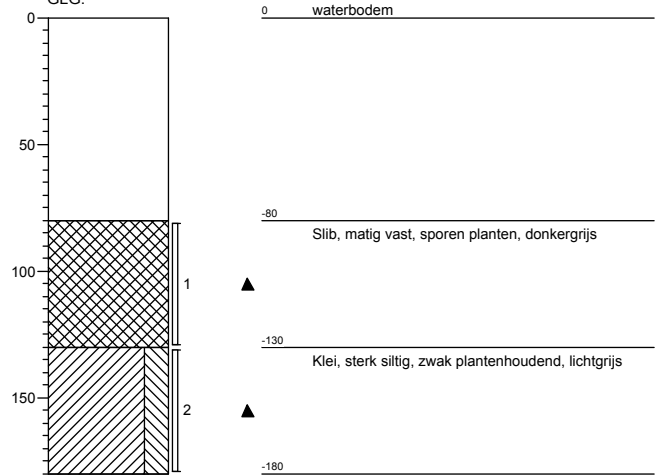 GLG:
0
0 waterbodem
50
-80
Slib, matig vast, sporen planten, donkergrijs
100
1
-130
Klei, sterk siltig, zwak plantenhoudend, lichtgrijs
150
2
-180